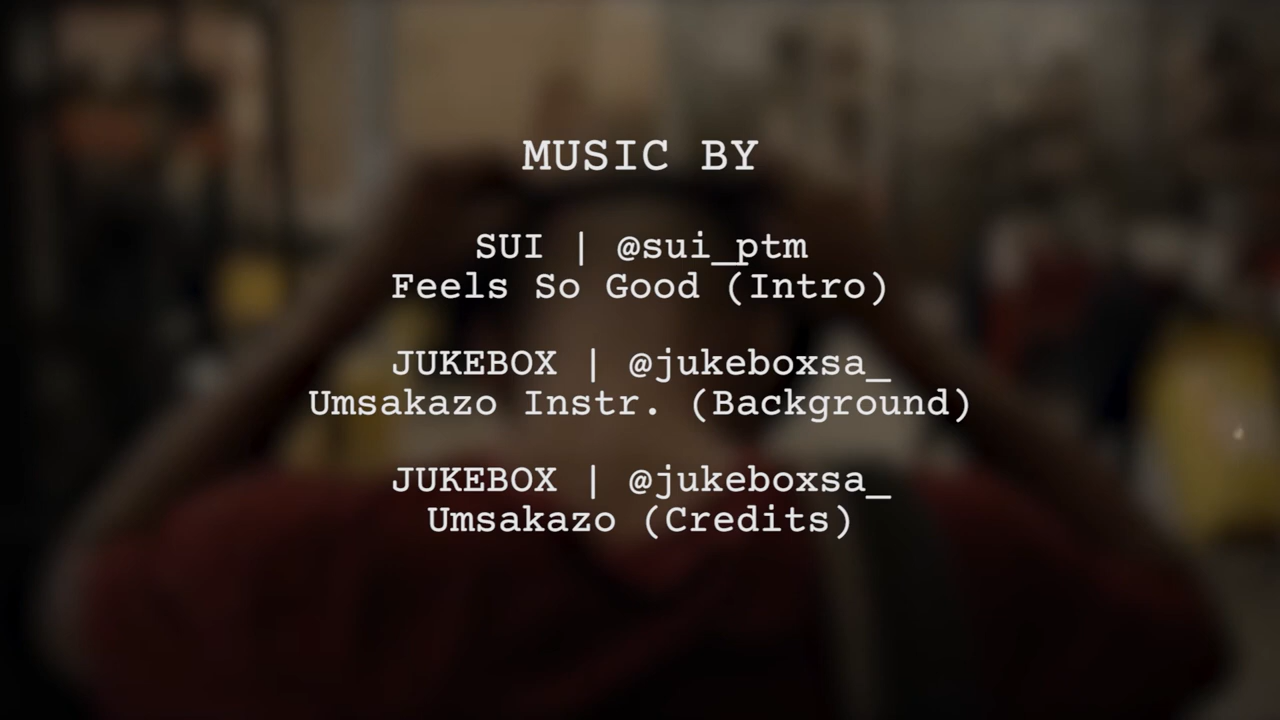 MUSIC BY
SUI | @sui_ptm
Feels So Good (Intro)
JUKEBOX | @jukeboxsa_
Umsakazo Instr. (Background)
JUKEBOX | @jukeboxsa_
Umsakazo (Credits)